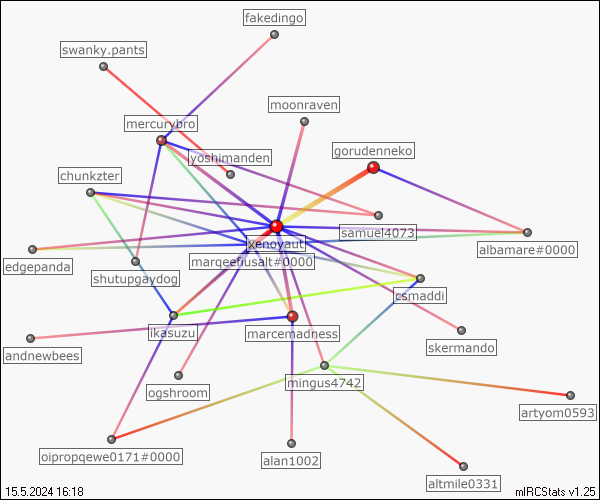 fakedingo
swanky.pants
moonraven
mercurybro
gorudenneko
yoshimanden
chunkzter
samuel4073
xenovaut
albamare#0000
marqeefiusalt#0000
edgepanda
shutupgaydog
csmaddi
ikasuzu
marcemadness
skermando
andnewbees
mingus4742
ogshroom
artyom0593
oipropqewe0171#0000
alan1002
altmile0331
15.5.2024 16:18
mIRCStats v1.25